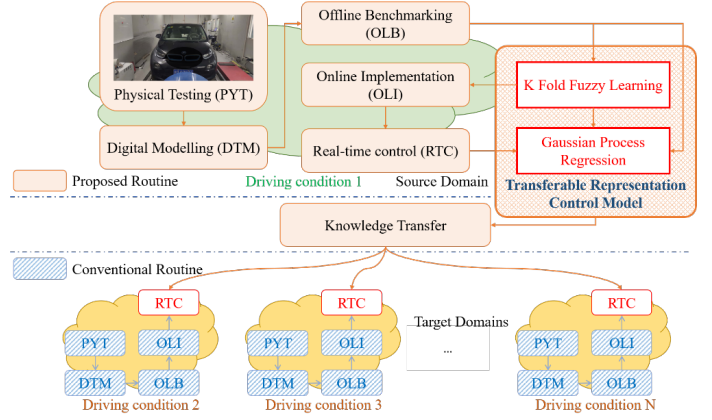 Offline Benchmarking
(OLB)
Physical Testing (PYT)
Online Implementation
(OLI)
K Fold Fuzzy Learning
Digital Modelling (DTM)
Real-time control (RTC)
Gaussian Process
Regression
Proposed Routine
Driving condition 1
Source Domain
Transferable Representation
Control Model
Knowledge Transfer
Conventional Routine
RTC
PYT
OLI
DTM
OLB
Driving condition 2
RTC
PYT
OLI
DTM
OLB
Driving condition 3
Target Domains
...
RTC
PYT
OLI
DTM
OLB
Driving condition N